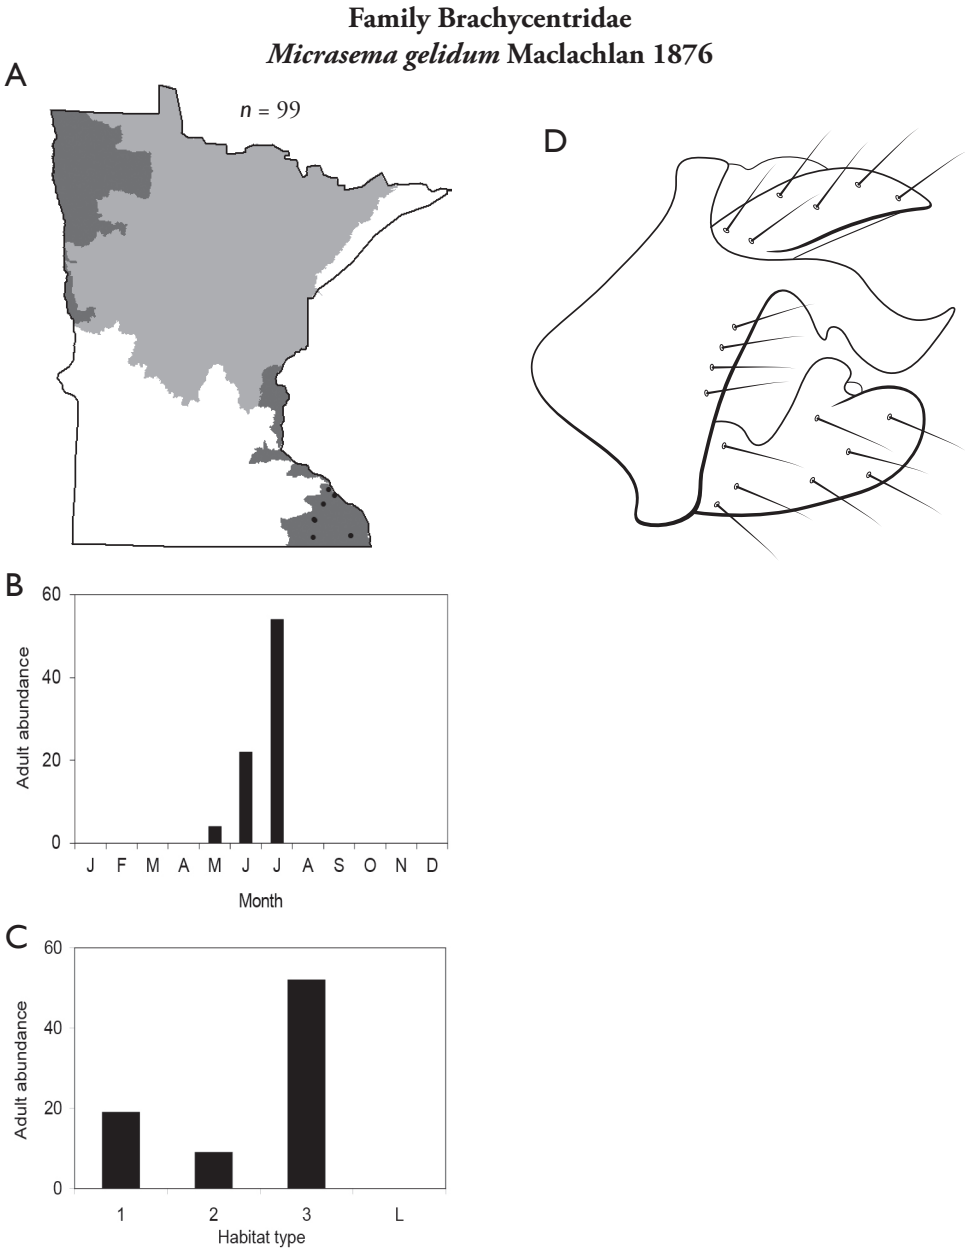 Family Brachycentridae
Micrasema gelidum Maclachlan 1876
A
n = 99
D
B
60
40
20
0
Adult abundance
J F M A M J J A S O N D
Month
C
60
40
20
0
Adult abundance
1 2 3 L
Habitat type